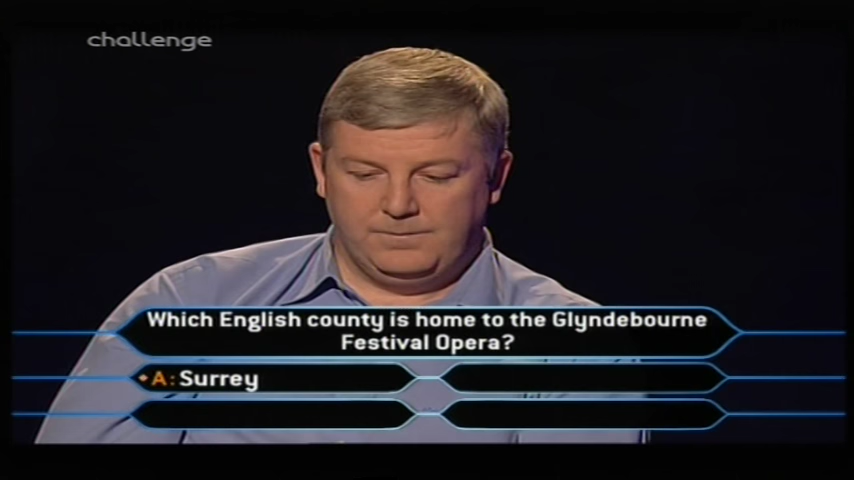 challenge
Which English county is home to the Glyndebourne
Festival Opera?
A: Surrey